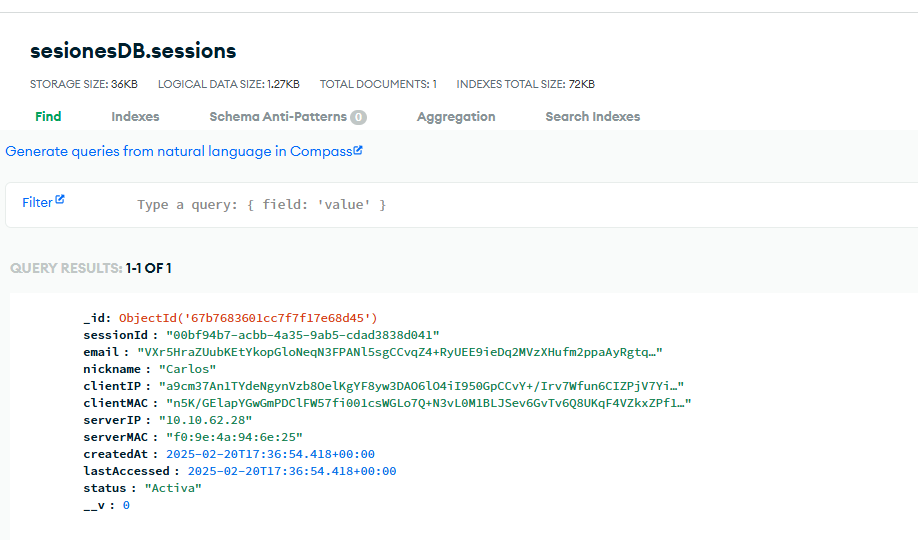 sesionesDB.sessions
STORAGE SIZE: 36KB LOGICAL DATA SIZE: 1.27KB TOTAL DOCUMENTS: 1 INDEXES TOTAL SIZE: 72KB
Find Indexes Schema Anti-Patterns 0 Aggregation Search Indexes
Generate queries from natural language in Compass
Filter Type a query: { field: 'value' }
QUERY RESULTS: 1-1 OF 1
_id: ObjectId('67b7683601cc7f7f17e68d45')
sessionId : "00bf94b7-acbb-4a35-9ab5-cdad3838d041"
email : "VXr5HraZUubKEtYkopGloNeqN3FPANl5sgCCvqZ4+RyUEE9ieDq2MVzXHufm2ppaAyRgtq…"
nickname : "Carlos"
clientIP : "a9cm37An1TYdeNgynVzb8OelKgYF8yw3DAO6lO4iI950GpCCvY+/Irv7Wfun6CIZPjV7Yi…"
clientMAC : "n5K/GElapYGwGmPDClFW57fi001csWGLo7Q+N3vL0M1BLJSev6GvTv6Q8UKqF4VZkxZPf1…"
serverIP : "10.10.62.28"
serverMAC : "f0:9e:4a:94:6e:25"
createdAt : 2025-02-20T17:36:54.418+00:00
lastAccessed : 2025-02-20T17:36:54.418+00:00
status : "Activa"
__v : 0